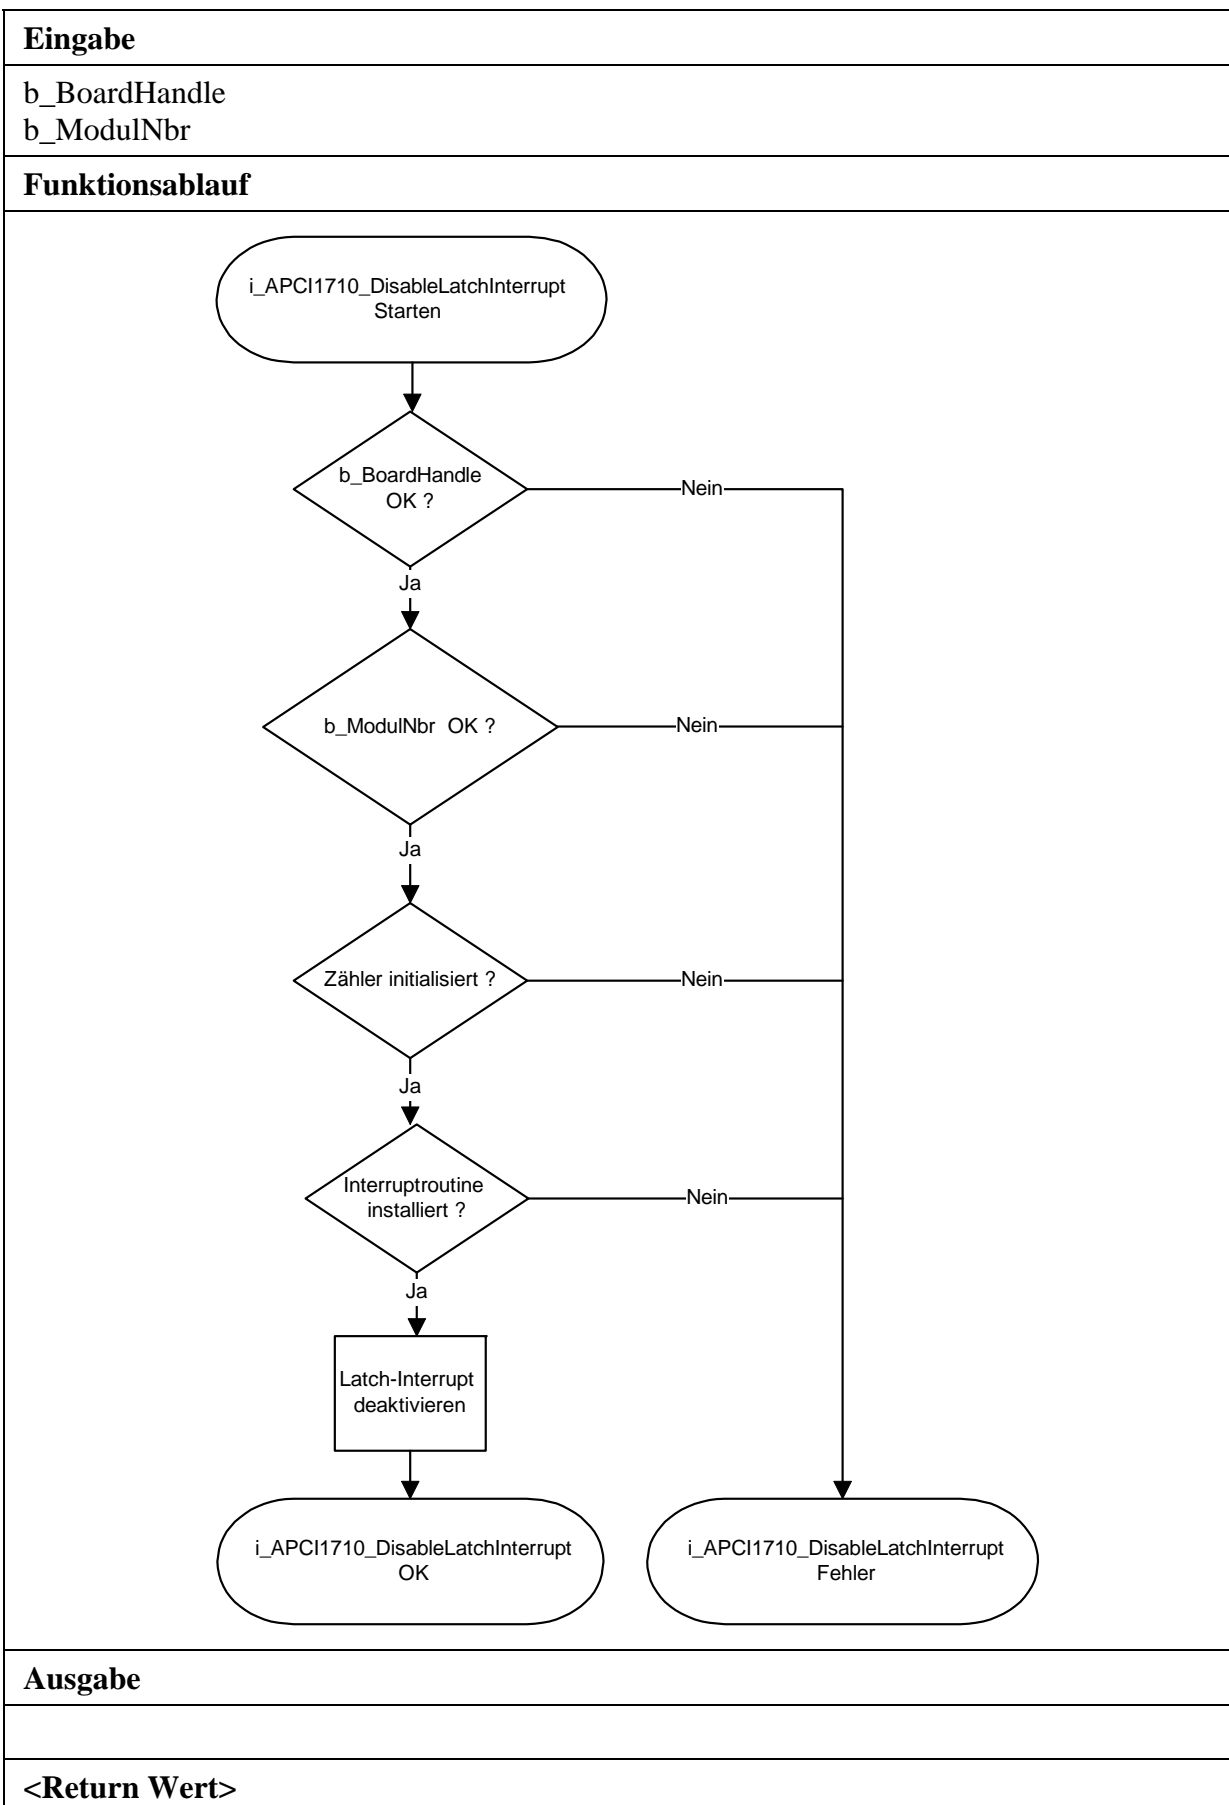 Eingabe
b_BoardHandle
b_ModulNbr
Funktionsablauf
i_APCI1710_DisableLatchInterrupt
Starten
b_BoardHandle
OK ?
Nein
Ja
b_ModulNbr OK ?
Nein
Ja
Zähler initialisiert ?
Nein
Ja
Interruptroutine
installiert ?
Nein
Ja
Latch-Interrupt
deaktivieren
i_APCI1710_DisableLatchInterrupt
OK
i_APCI1710_DisableLatchInterrupt
Fehler
Ausgabe
<Return Wert>